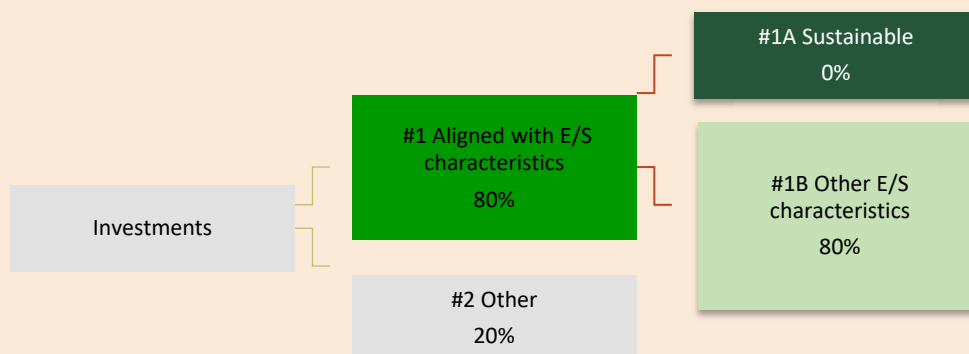 Investments
#1 Aligned with E/S
characteristics
80%
#2 Other
20%
#1A Sustainable
0%
#1B Other E/S
characteristics
80%